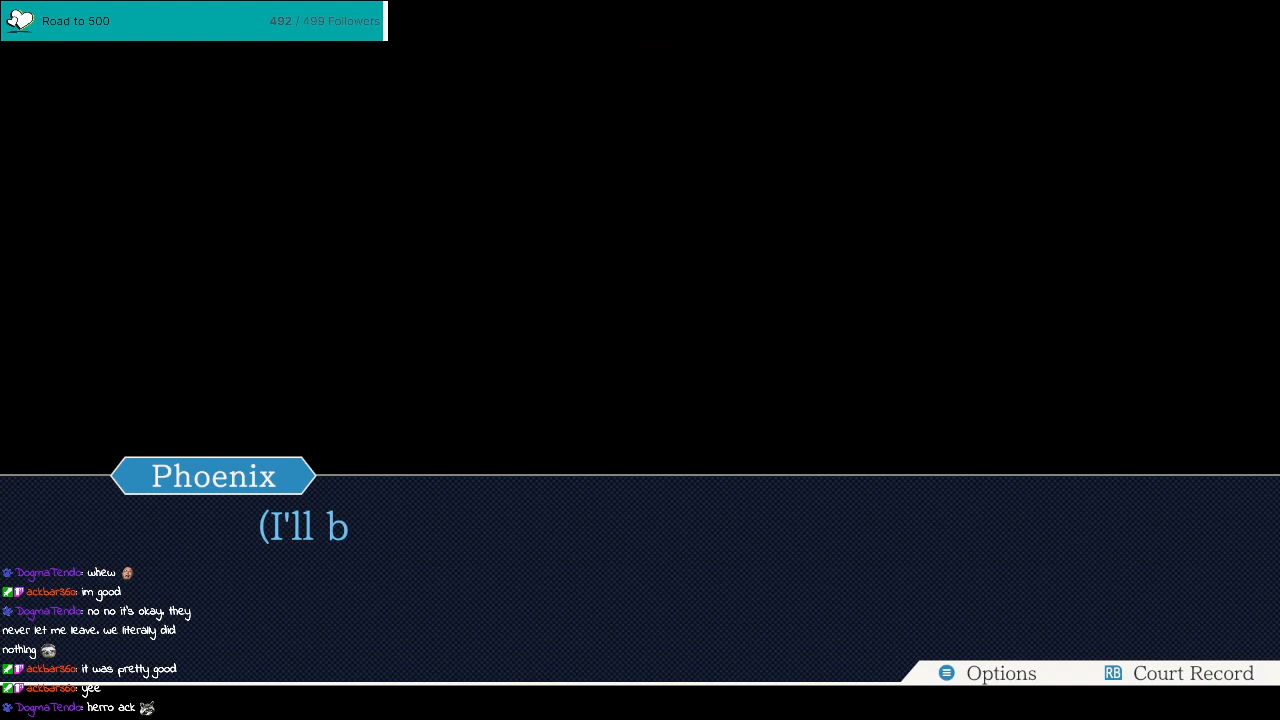 Road to 500
492 / 499 Followers
Phoenix
(I'll b
DogmaTendo: whew
ackbar360: im good
DogmaTendo: no no it's okay, they
never let me leave. we literally did
nothing
ackbar360: it was pretty good
ackbar360: yee
DogmaTendo: herro ack
Options
RB Court Record